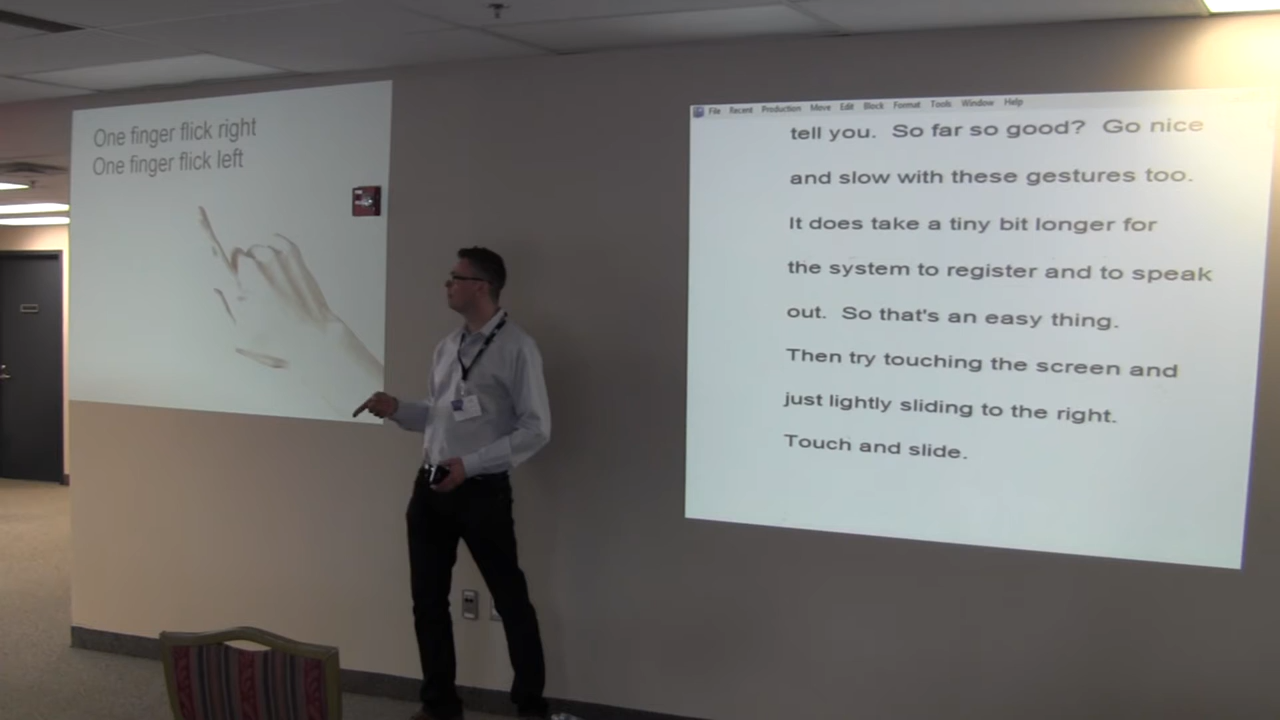 One finger flick right
One finger flick left
File Recent Production Move Edit Block Format Tools Window Help
tell you. So far so good? Go nice
and slow with these gestures too.
It does take a tiny bit longer for
the system to register and to speak
out. So that's an easy thing.
Then try touching the screen and
just lightly sliding to the right.
Touch and slide.